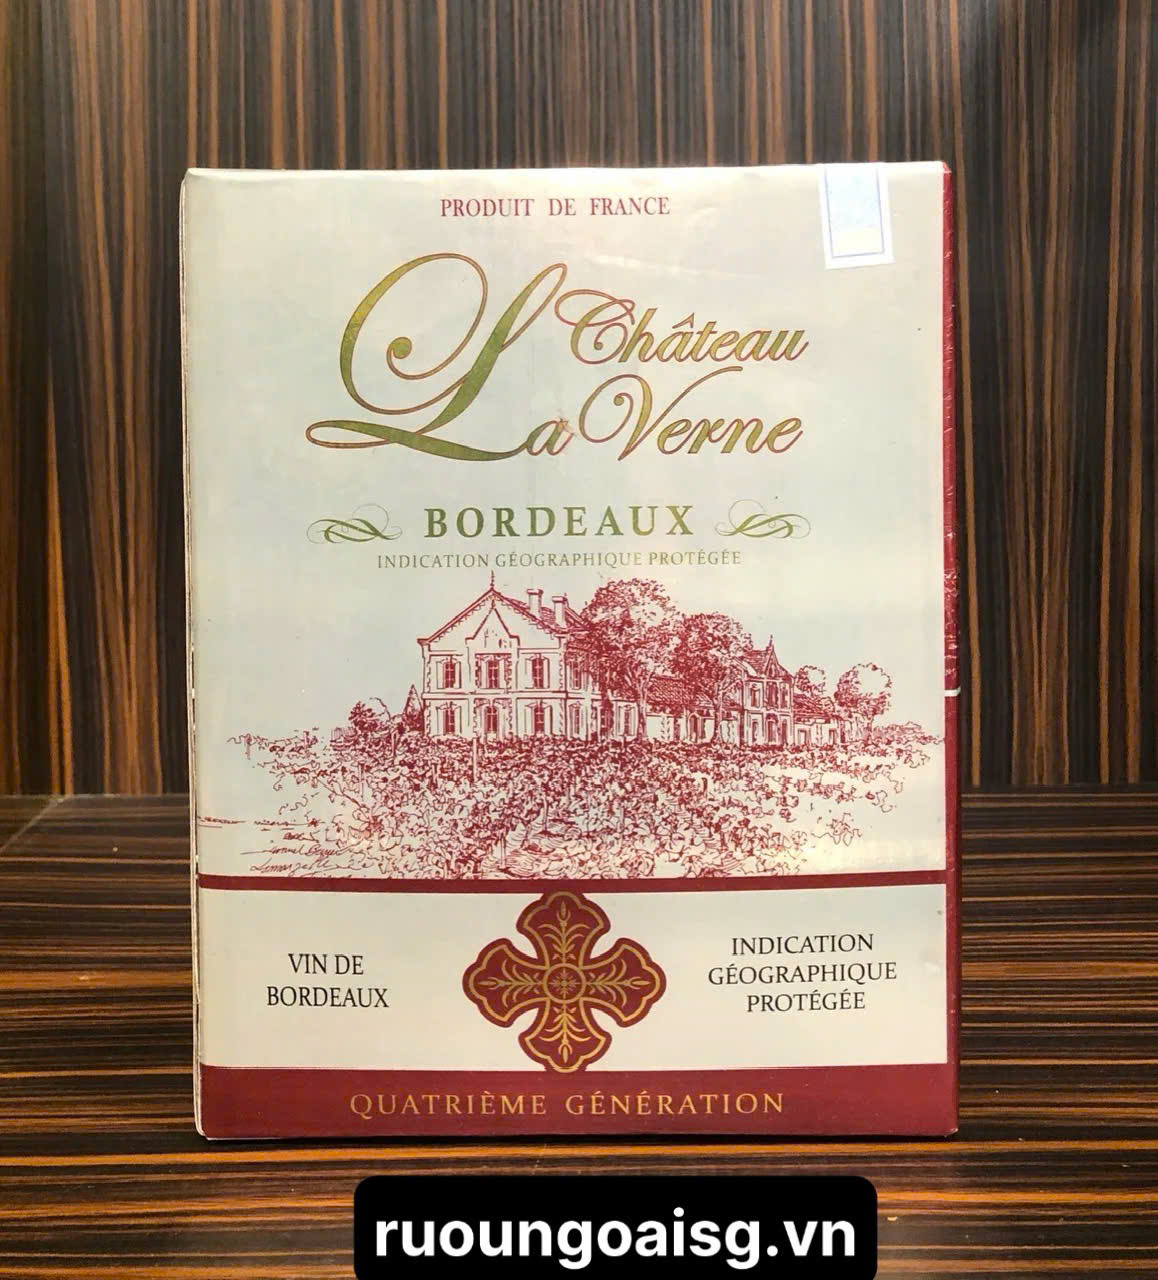 PRODUIT DE FRANCE
Château
La Verne
BORDEAUX
INDICATION GÉOGRAPHIQUE PROTÉGÉE
VIN DE
BORDEAUX
INDICATION
GÉOGRAPHIQUE
PROTÉGÉE
QUATRIÈME GÉNÉRATION
ruoungoaisg.vn